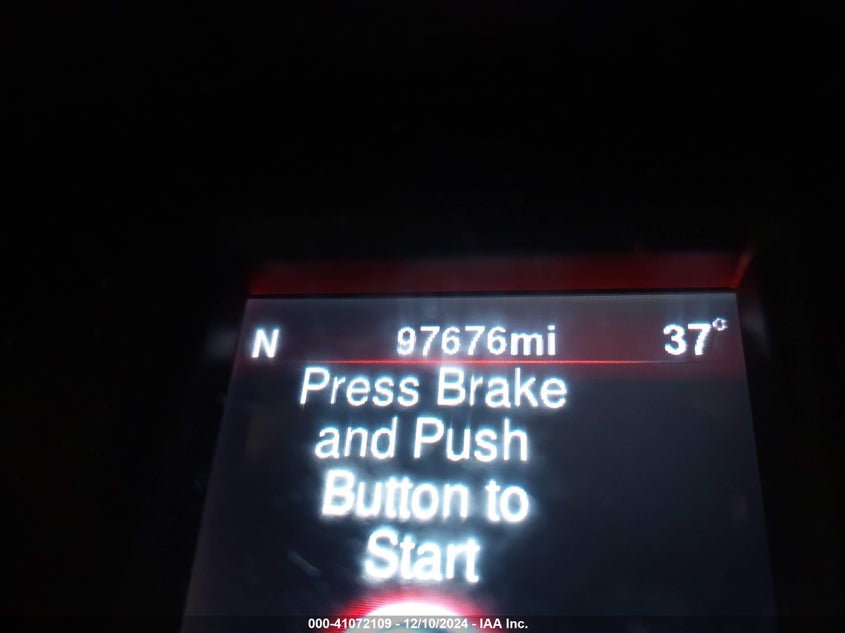 N 97676mi 37°
Press Brake
and Push
Button to
Start
000-41072109 - 12/10/2024 - IAA Inc.